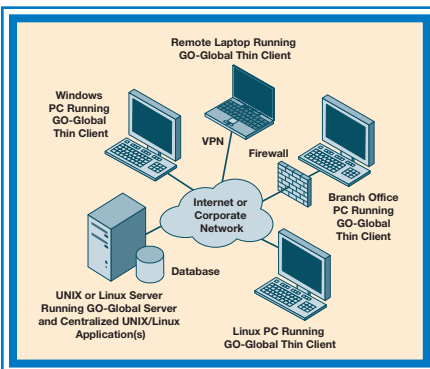 Remote Laptop Running
GO-Global Thin Client
Windows
PC Running
GO-Global
Thin Client
VPN
Firewall
Internet or
Corporate
Network
Branch Office
PC Running
GO-Global
Thin Client
Database
UNIX or Linux Server
Running GO-Global Server
and Centralized UNIX/Linux
Application(s)
Linux PC Running
GO-Global Thin Client